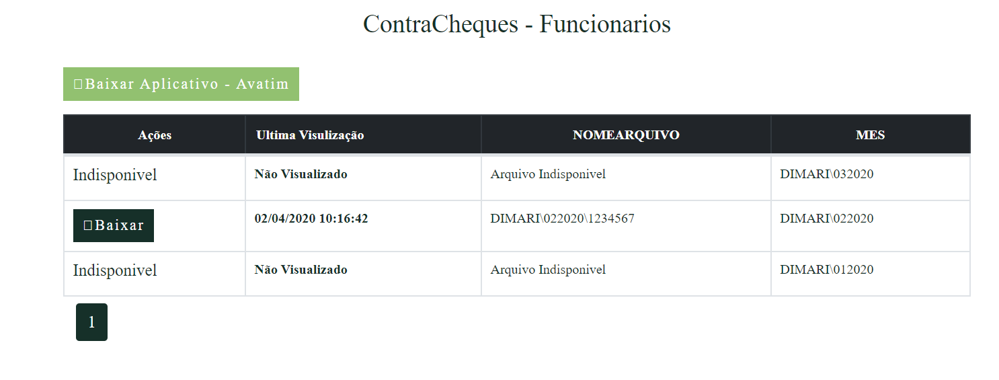 ContraCheques - Funcionarios
Baixar Aplicativo - Avatim
Ações Ultima Visulização NOMEARQUIVO MES
Indisponivel Não Visualizado Arquivo Indisponivel DIMARI\032020
Baixar 02/04/2020 10:16:42 DIMARI\022020\1234567 DIMARI\022020
Indisponivel Não Visualizado Arquivo Indisponivel DIMARI\012020
1